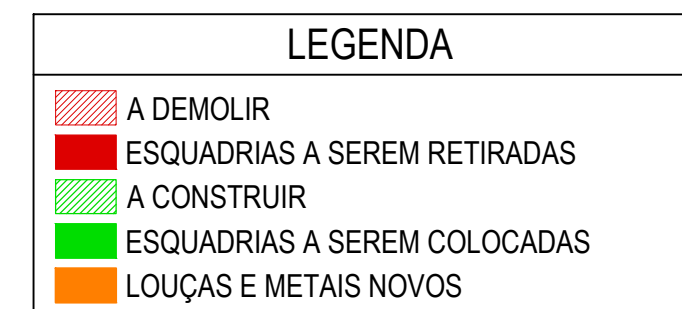 LEGENDA
A DEMOLIR
ESQUADRIAS A SEREM RETIRADAS
A CONSTRUIR
ESQUADRIAS A SEREM COLOCADAS
LOUÇAS E METAIS NOVOS